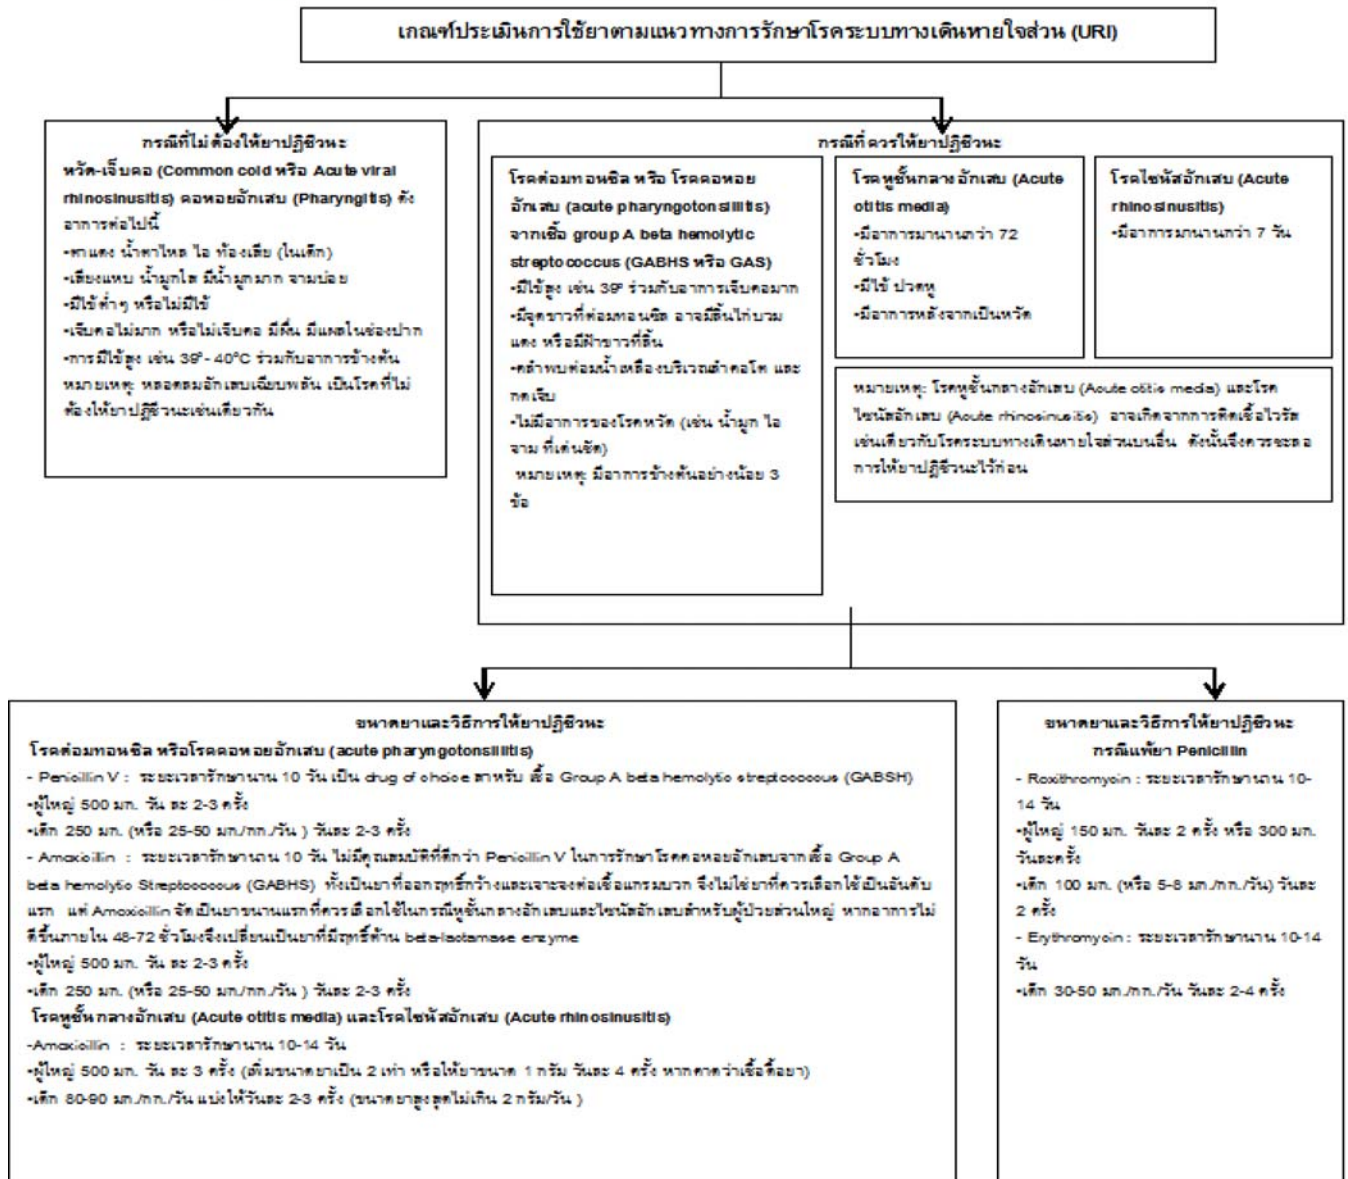 เกณฑ์ประเมินการใช้ยาตามแนวทางการรักษาโรคระบบทางเดินหายใจส่วน (URI)
กรณีที่ไม่ต้องให้ยาปฏิชีวนะ
หวัด-เจ็บคอ (Common cold หรือ Acute viral
rhinosinusitis) คอหอยอักเสบ (Pharyngitis) ดัง
อาการต่อไปนี้
•ตาแดง น้ำตาไหล ไอ ท้องเสีย (ในเด็ก)
•เสียงแหบ น้ำมูกใส มีน้ำมูกมาก จามบ่อย
•มีไข้ต่ำๆ หรือไม่มีไข้
•เจ็บคอไม่มาก หรือไม่เจ็บคอ มีผื่น มีแผลในช่องปาก
•การมีไข้สูง เช่น 39º- 40ºC ร่วมกับอาการข้างต้น
หมายเหตุ: หลอดลมอักเสบเฉียบพลัน เป็นโรคที่ไม่
ต้องให้ยาปฏิชีวนะเช่นเดียวกัน
กรณีที่ควรให้ยาปฏิชีวนะ
โรคต่อมทอนซิล หรือ โรคคอหอย
อักเสบ (acute pharyngotonsillitis)
จากเชื้อ group A beta hemolytic
streptococcus (GABHS หรือ GAS)
•มีไข้สูง เช่น 39º ร่วมกับอาการเจ็บคอมาก
•มีจุดขาวที่ต่อมทอนซิล อาจมีลิ้นไก่บวม
แดง หรือมีฝ้าขาวที่ลิ้น
•คลำพบต่อมน้ำเหลืองบริเวณลำคอโต และ
กดเจ็บ
•ไม่มีอาการของโรคหวัด (เช่น น้ำมูก ไอ
จาม ที่เด่นชัด)
หมายเหตุ: มีอาการข้างต้นอย่างน้อย 3
ข้อ
โรคหูชั้นกลางอักเสบ (Acute
otitis media)
•มีอาการมานานกว่า 72
ชั่วโมง
•มีไข้ ปวดหู
•มีอาการหลังจากเป็นหวัด
โรคไซนัสอักเสบ (Acute
rhinosinusitis)
•มีอาการมานานกว่า 7 วัน
หมายเหตุ: โรคหูชั้นกลางอักเสบ (Acute otitis media) และโรค
ไซนัสอักเสบ (Acute rhinosinusitis) อาจเกิดจากการติดเชื้อไวรัส
เช่นเดียวกับโรคระบบทางเดินหายใจส่วนบนอื่น ดังนั้นจึงควรชะลอ
การให้ยาปฏิชีวนะไว้ก่อน
ขนาดยาและวิธีการให้ยาปฏิชีวนะ
โรคต่อมทอนซิล หรือโรคคอหอยอักเสบ (acute pharyngotonsillitis)
- Penicillin V : ระยะเวลารักษานาน 10 วัน เป็น drug of choice สาหรับ เชื้อ Group A beta hemolytic streptococcus (GABSH)
•ผู้ใหญ่ 500 มก. วัน ละ 2-3 ครั้ง
•เด็ก 250 มก. (หรือ 25-50 มก./กก./วัน ) วันละ 2-3 ครั้ง
- Amoxicillin : ระยะเวลารักษานาน 10 วัน ไม่มีคุณสมบัติที่ดีกว่า Penicillin V ในการรักษาโรคคอหอยอักเสบจากเชื้อ Group A
beta hemolytic Streptococcus (GABHS) ทั้งเป็นยาที่ออกฤทธิ์กว้างและเจาะจงต่อเชื้อแกรมบวก จึงไม่ใช่ยาที่ควรเลือกใช้เป็นอันดับ
แรก แต่ Amoxicillin จัดเป็นยาขนานแรกที่ควรเลือกใช้ในกรณีหูชั้นกลางอักเสบและไซนัสอักเสบสำหรับผู้ป่วยส่วนใหญ่ หากอาการไม่
ดีขึ้นภายใน 48-72 ชั่วโมงจึงเปลี่ยนเป็นยาที่มีฤทธิ์ต้าน beta-lactamase enzyme
•ผู้ใหญ่ 500 มก. วัน ละ 2-3 ครั้ง
•เด็ก 250 มก. (หรือ 25-50 มก./กก./วัน ) วันละ 2-3 ครั้ง
โรคหูชั้นกลางอักเสบ (Acute otitis media) และโรคไซนัสอักเสบ (Acute rhinosinusitis)
-Amoxicillin : ระยะเวลารักษานาน 10-14 วัน
•ผู้ใหญ่ 500 มก. วัน ละ 3 ครั้ง (เพิ่มขนาดยาเป็น 2 เท่า หรือให้ยาขนาด 1 กรัม วันละ 4 ครั้ง หากคาดว่าเชื้อดื้อยา)
•เด็ก 80-90 มก./กก./วัน แบ่งให้วันละ 2-3 ครั้ง (ขนาดยาสูงสุดไม่เกิน 2 กรัม/วัน )
ขนาดยาและวิธีการให้ยาปฏิชีวนะ
กรณีแพ้ยา Penicillin
- Roxithromycin : ระยะเวลารักษานาน 10-
14 วัน
•ผู้ใหญ่ 150 มก. วันละ 2 ครั้ง หรือ 300 มก.
วันละครั้ง
•เด็ก 100 มก. (หรือ 5-8 มก./กก./วัน) วันละ
2 ครั้ง
- Erythromycin : ระยะเวลารักษานาน 10-14
วัน
•เด็ก 30-50 มก./กก./วัน วันละ 2-4 ครั้ง